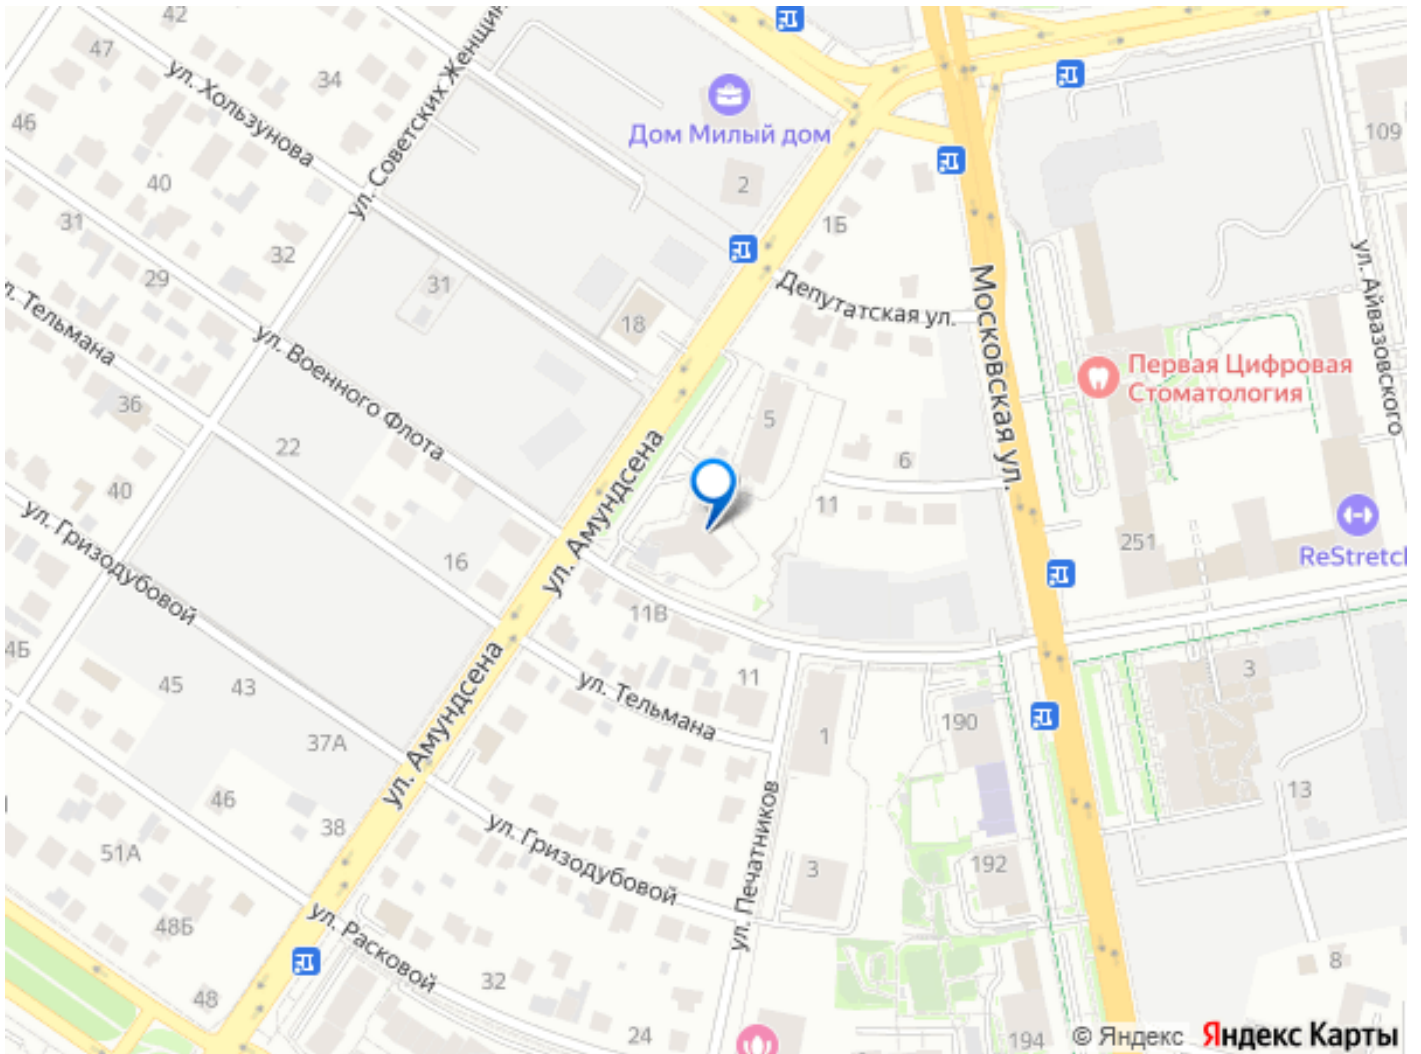 42
47
ул. Хользунова
34
ул. Советских Женщин
46
40
31
32
29
Дом Милый дом
2
1Б
109
Депутатская ул.
Московская ул.
ул. Айвазовского
31
18
Первая Цифровая
Стоматология
л. Тельмана
ул. Военного Флота
36
22
40
5
6
11
ул. Амундсена
251
ReStretcl
ул. Гризодубовой
16
11В
4Б
45
43
37А
ул. Амундсена
ул. Тельмана
11
1
190
3
46
38
51А
ул. Гризодубовой
ул. Печатников
3
192
13
48Б
ул. Расковой
48
32
24
8
194
© Яндекс Яндекс Карты